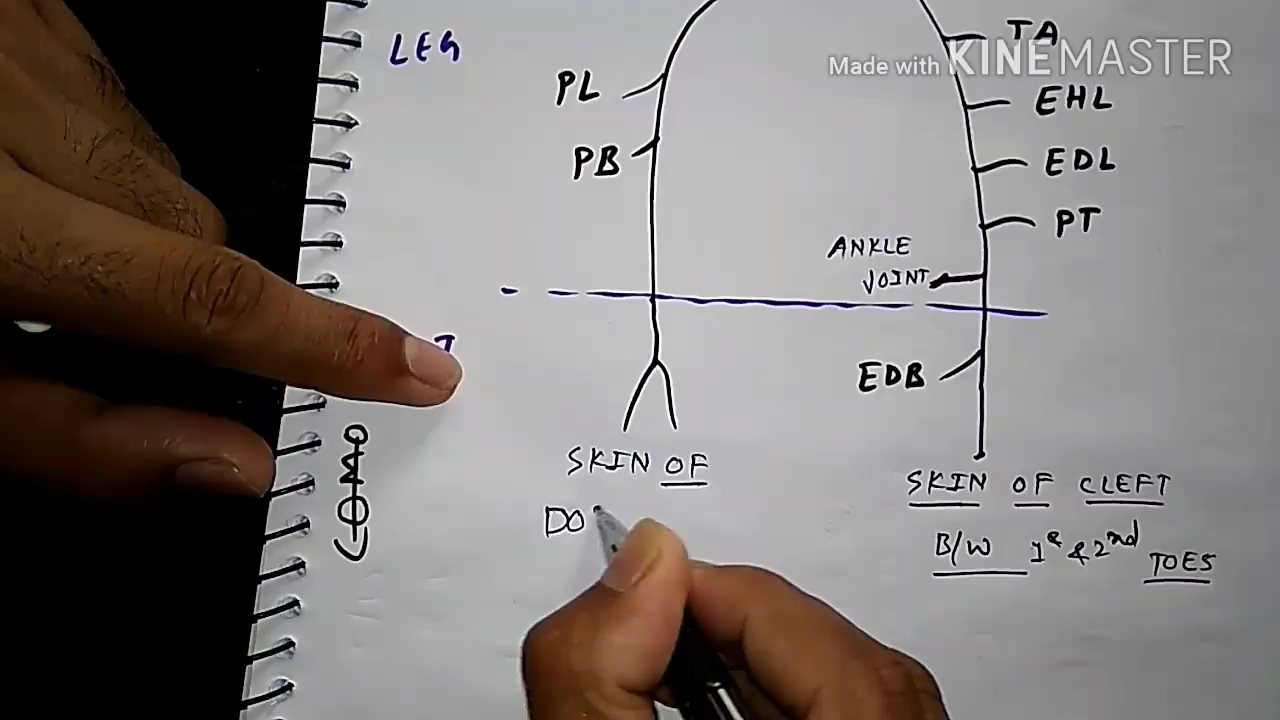 LEG
TA
Made with KINEMASTER
PL
EHL
PB
EDL
PT
ANKLE
JOINT
EDB
SKIN OF
DO
SKIN OF CLEFT
B/W 1st & 2nd TOES